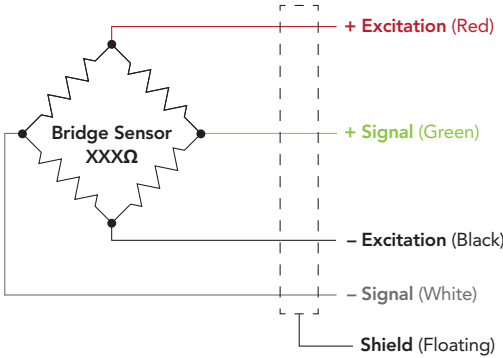 + Excitation (Red)
Bridge Sensor
XXXΩ
+ Signal (Green)
– Excitation (Black)
– Signal (White)
Shield (Floating)